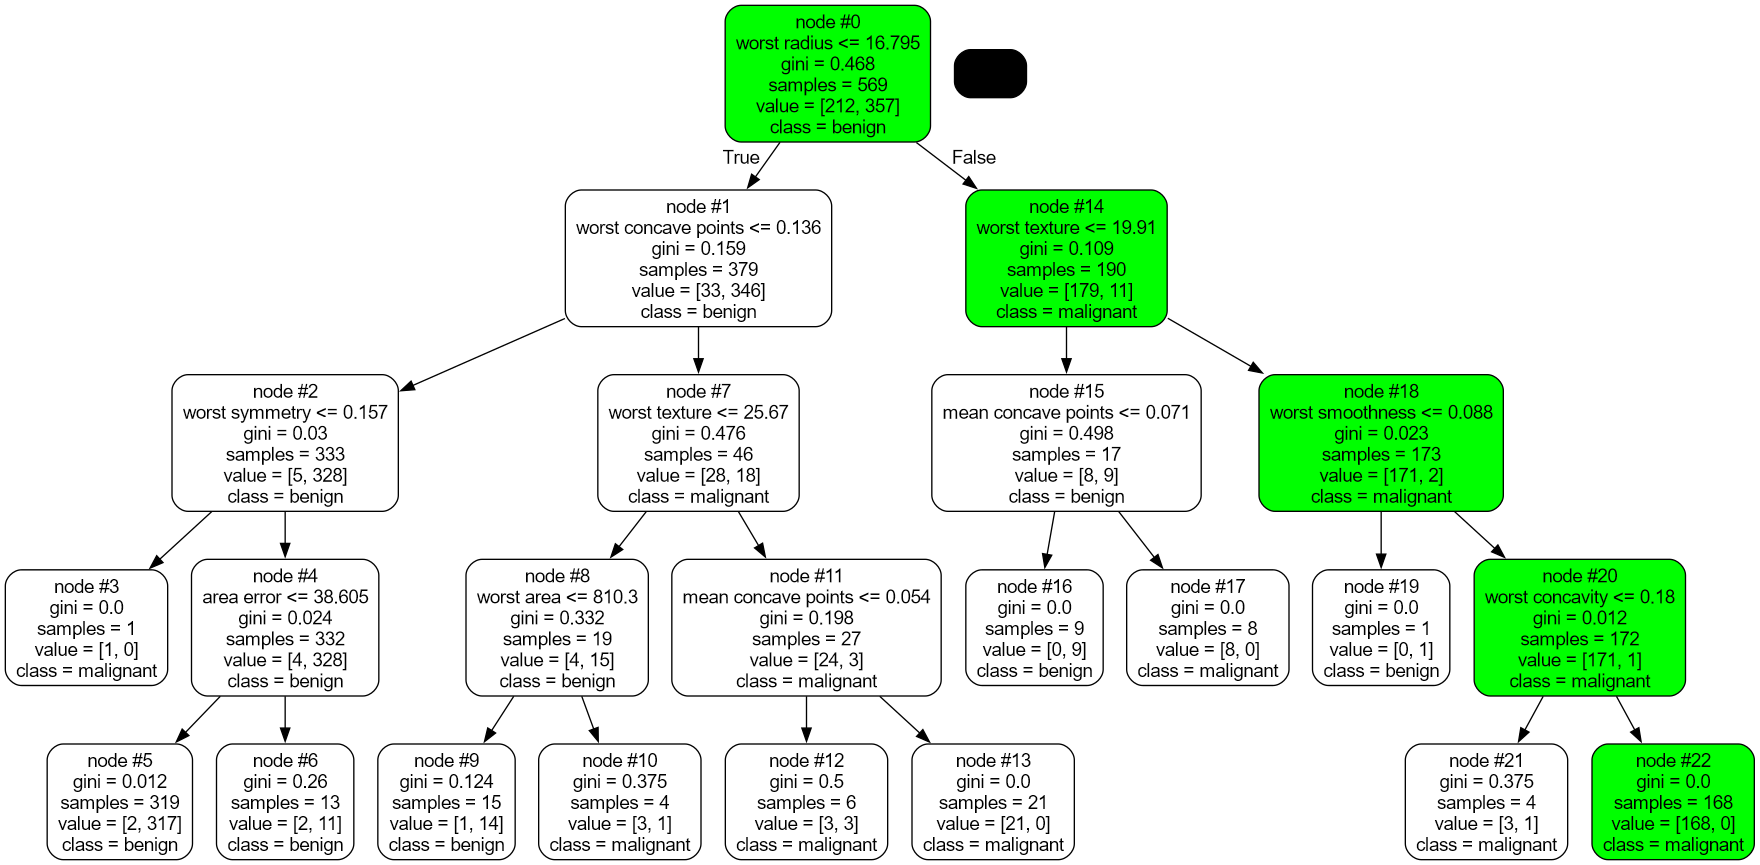 node #0
worst radius <= 16.795
gini = 0.468
samples = 569
value = [212, 357]
class = benign
True
False
node #1
worst concave points <= 0.136
gini = 0.159
samples = 379
value = [33, 346]
class = benign
node #14
worst texture <= 19.91
gini = 0.109
samples = 190
value = [179, 11]
class = malignant
node #2
worst symmetry <= 0.157
gini = 0.03
samples = 333
value = [5, 328]
class = benign
node #7
worst texture <= 25.67
gini = 0.476
samples = 46
value = [28, 18]
class = malignant
node #15
mean concave points <= 0.071
gini = 0.498
samples = 17
value = [8, 9]
class = benign
node #18
worst smoothness <= 0.088
gini = 0.023
samples = 173
value = [171, 2]
class = malignant
node #3
gini = 0.0
samples = 1
value = [1, 0]
class = malignant
node #4
area error <= 38.605
gini = 0.024
samples = 332
value = [4, 328]
class = benign
node #8
worst area <= 810.3
gini = 0.332
samples = 19
value = [4, 15]
class = benign
node #11
mean concave points <= 0.054
gini = 0.198
samples = 27
value = [24, 3]
class = malignant
node #16
gini = 0.0
samples = 9
value = [0, 9]
class = benign
node #17
gini = 0.0
samples = 8
value = [8, 0]
class = malignant
node #19
gini = 0.0
samples = 1
value = [0, 1]
class = benign
node #20
worst concavity <= 0.18
gini = 0.012
samples = 172
value = [171, 1]
class = malignant
node #5
gini = 0.012
samples = 319
value = [2, 317]
class = benign
node #6
gini = 0.26
samples = 13
value = [2, 11]
class = benign
node #9
gini = 0.124
samples = 15
value = [1, 14]
class = benign
node #10
gini = 0.375
samples = 4
value = [3, 1]
class = malignant
node #12
gini = 0.5
samples = 6
value = [3, 3]
class = malignant
node #13
gini = 0.0
samples = 21
value = [21, 0]
class = malignant
node #21
gini = 0.375
samples = 4
value = [3, 1]
class = malignant
node #22
gini = 0.0
samples = 168
value = [168, 0]
class = malignant